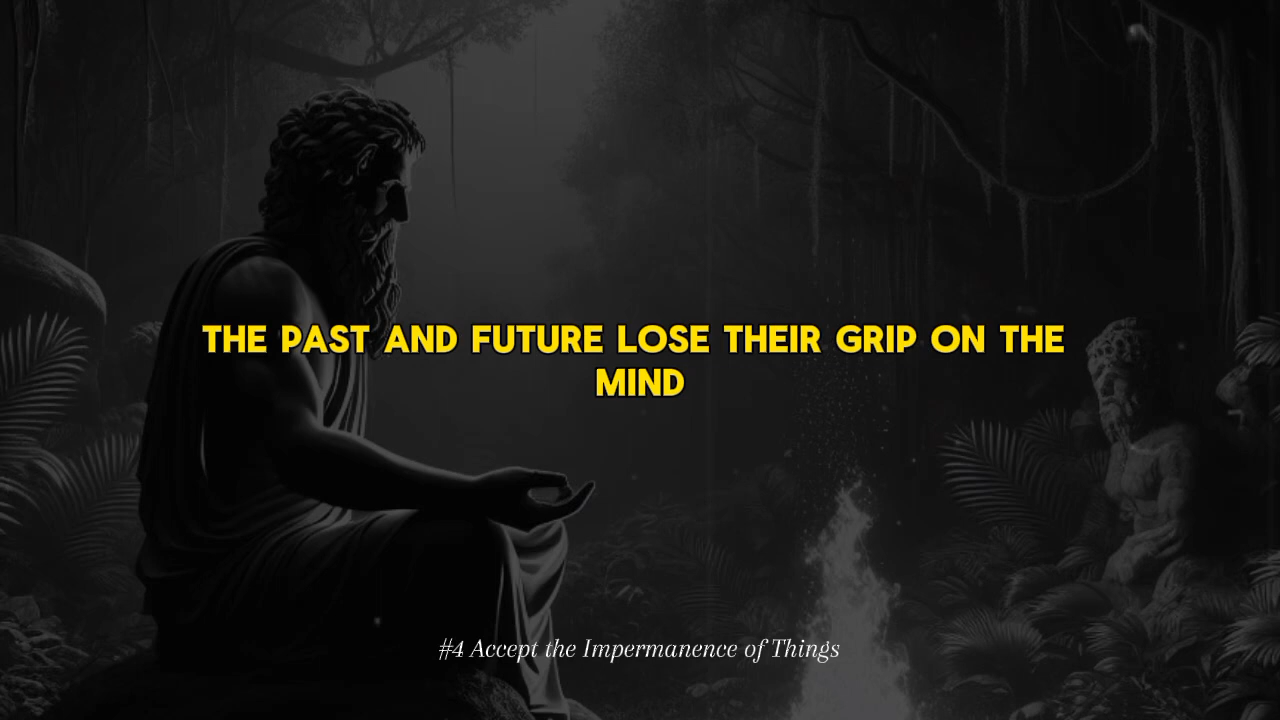 THE PAST AND FUTURE LOSE THEIR GRIP ON THE
MIND
#4 Accept the Impermanence of Things